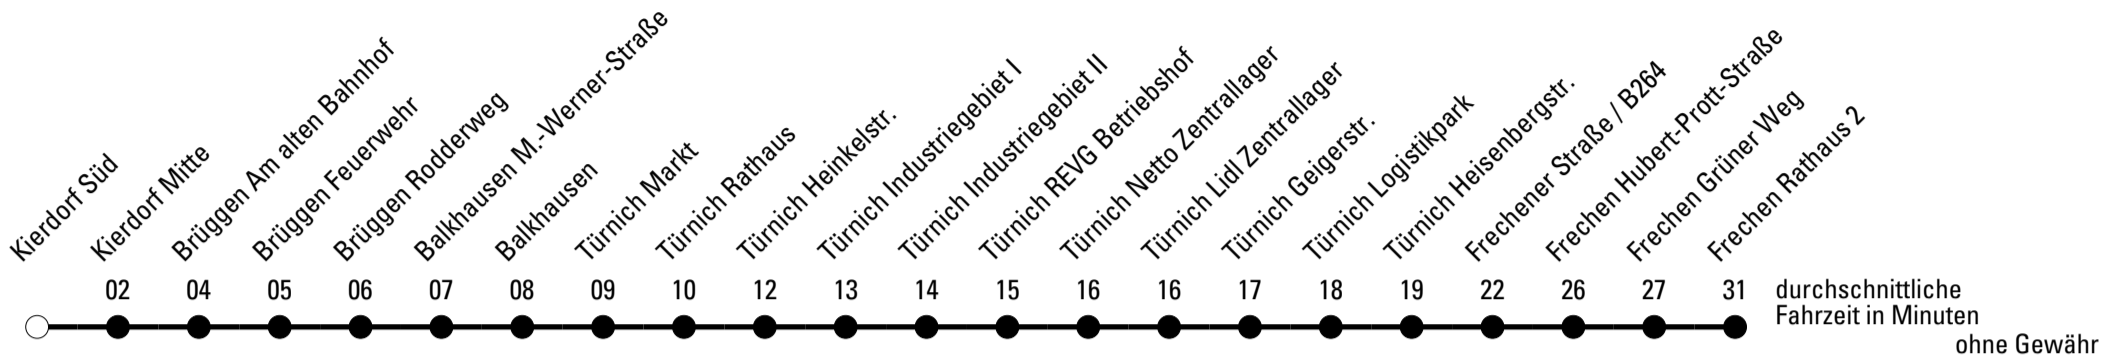 Kierdorf Süd
Kierdorf Mitte
Brüggen Am alten Bahnhof
Brüggen Feuerwehr
Brüggen Rodderweg
Balkhausen M.-Werner-Straße
Balkhausen
Türnich Markt
Türnich Rathaus
Türnich Heinkelstr.
Türnich Industriegebiet I
Türnich Industriegebiet II
Türnich REVG Betriebshof
Türnich Netto Zentrallager
Türnich Lidl Zentrallager
Türnich Geigerstr.
Türnich Logistikpark
Türnich Heisenbergstr.
Frechener Straße / B264
Frechen Hubert-Prott-Straße
Frechen Grüner Weg
Frechen Rathaus 2
02 04 05 06 07 08 09 10 12 13 14 15 16 16 17 18 19 22 26 27 31
durchschnittliche
Fahrzeit in Minuten
ohne Gewähr